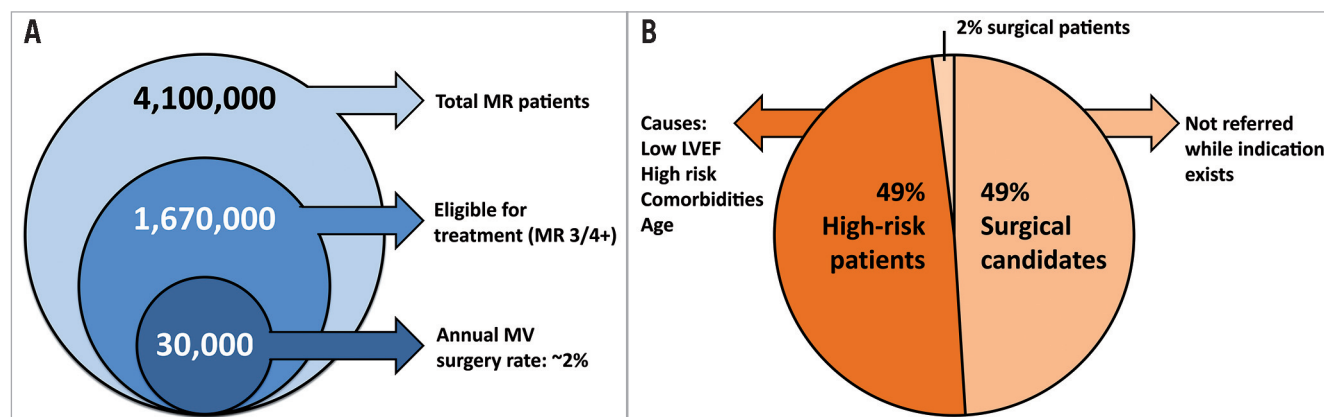 A
4,100,000
Total MR patients
1,670,000
Eligible for
treatment (MR 3/4+)
30,000
Annual MV
surgery rate: ~2%
B
2% surgical patients
Causes:
Low LVEF
High risk
Comorbidities
Age
49%
High-risk
patients
49%
Surgical
candidates
Not referred
while indication
exists